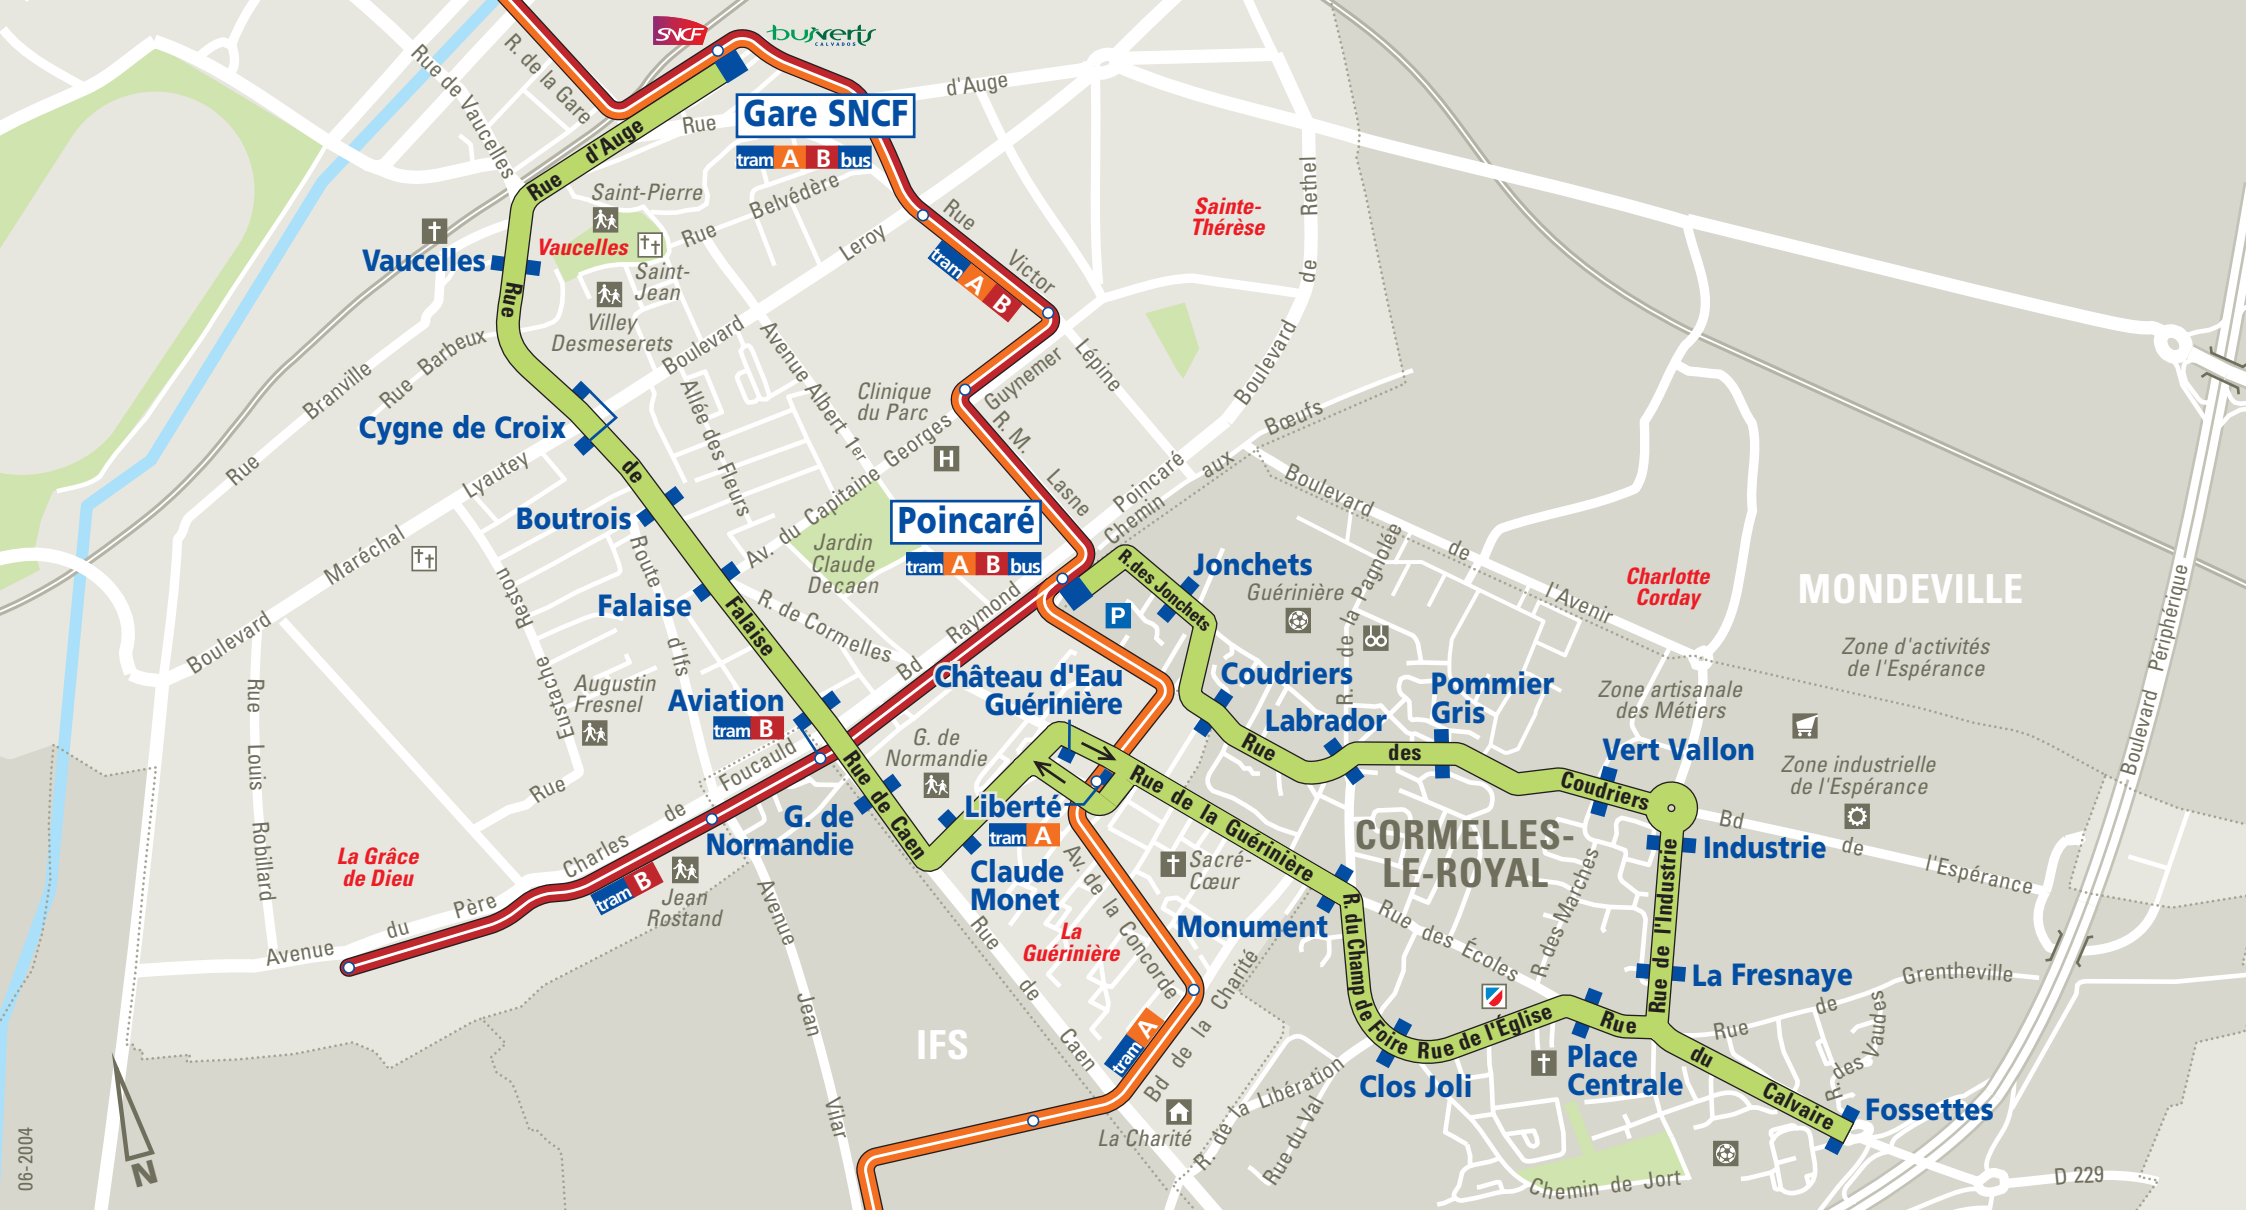 SNCF
busverts
CALVADOS
Rue de Vaucelles
R. de la Gare
Rue
d'Auge
Gare SNCF
tram A B bus
Rue d'Auge
Saint-Pierre
Belvédère
Rue
Vaucelles
Vaucelles
Saint-
Jean
Villey
Desmeserets
Leroy
Boulevard
Rue
Victor
Lépine
tram A B
Sainte-
Thérèse
Boulevard
de
Rethel
Rue
Branville
Rue Barbeux
Cygne de Croix
Rue
de
Falaise
Allée des Fleurs
Avenue Albert 1er
Clinique
du Parc
H
Guynemer
Av. du Capitaine Georges
R. M.
Lasne
Bœufs
aux
Chemin
Poincaré
Raymond
Bd
Boulevard
de
l'Avenir
Lyautey
Maréchal
Boulevard
Boutrois
Falaise
Route
d'Ifs
R. de Cormelles
Jardin
Claude
Decaen
Poincaré
tram A B bus
P
R.des Jonchets
Jonchets
Guérinière
R. de la Pagnolée
Charlotte
Corday
MONDEVILLE
Zone d'activités
de l'Espérance
Boulevard Périphérique
Restou
Eustache
Rue
Augustin
Fresnel
Aviation
tram B
Château d'Eau
Guérinière
Coudriers
Labrador
Pommier
Gris
Zone artisanale
des Métiers
Vert Vallon
Zone industrielle
de l'Espérance
Rue des Coudriers
Bd
de
l'Espérance
Rue
Louis
Robillard
Foucauld
de
Charles
Père
du
Avenue
La Grâce
de Dieu
tram B
Jean
Rostand
G. de
Normandie
G. de
Normandie
Rue de Caen
Liberté
tram A
Claude
Monet
Rue de la Guérinière
Sacré-
Cœur
CORMELLES-
LE-ROYAL
Industrie
Rue de l'Industrie
R. des Marches
Monument
La
Guérinière
Av. de la Concorde
Rue des Écoles
R. du Champ de Foire
La Fresnaye
Grentheville
de
Rue
R. des Vaudes
Avenue
Jean
Vilar
Rue
de
Caen
IFS
tram A
Bd de la Charité
La Charité
R. de la Libération
Rue du Val
Clos Joli
Rue de l'Église
Place
Centrale
Rue du Calvaire
Fossettes
Chemin de Jort
D 229
N
06-2004